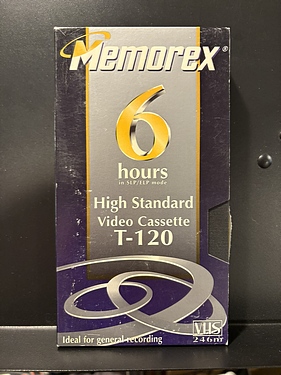 Memorex®
6
hours
in SLP/ELP mode
High Standard
Video Cassette
T-120
Ideal for general recording
VHS
246m